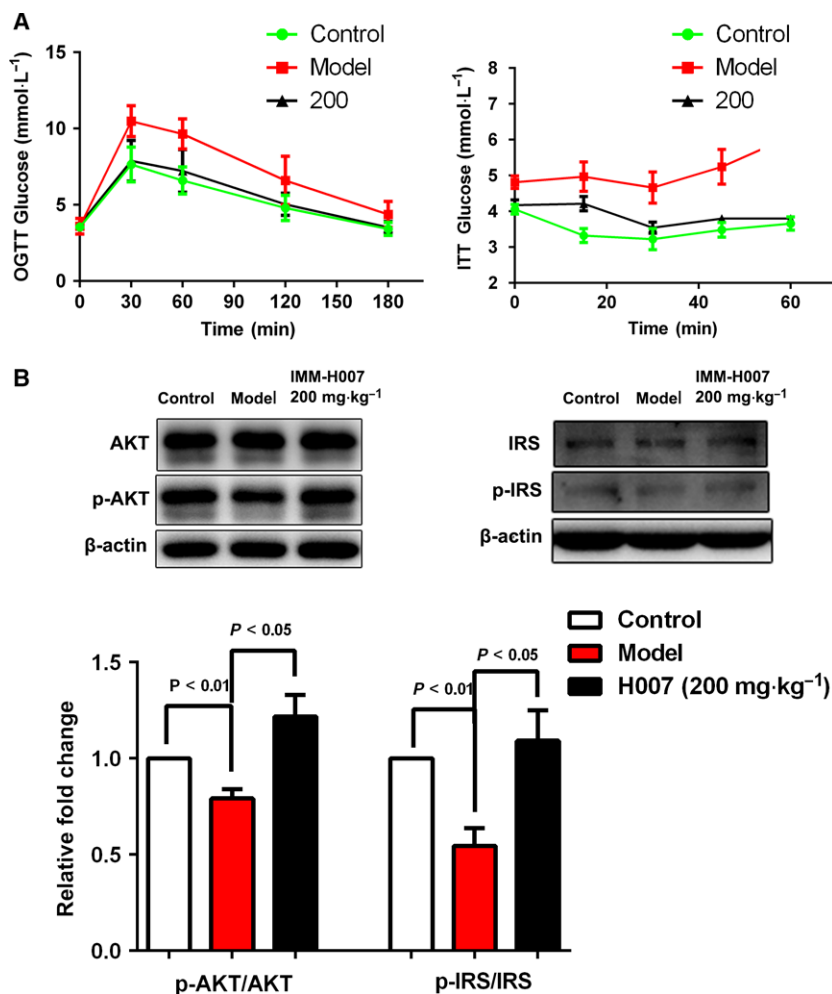 A
Control
Model
200
OGTT Glucose (mmol·L⁻¹)
15
10
5
0
0 30 60 90 120 150 180
Time (min)
Control
Model
200
ITT Glucose (mmol·L⁻¹)
8
7
6
5
4
3
2
0 20 40 60
Time (min)
B
Control Model IMM-H007
200 mg·kg⁻¹
AKT
p-AKT
β-actin
Control Model IMM-H007
200 mg·kg⁻¹
IRS
p-IRS
β-actin
Control
Model
H007 (200 mg·kg⁻¹)
Relative fold change
1.5
1.0
0.5
0.0
P < 0.01
P < 0.05
P < 0.01
P < 0.05
p-AKT/AKT p-IRS/IRS